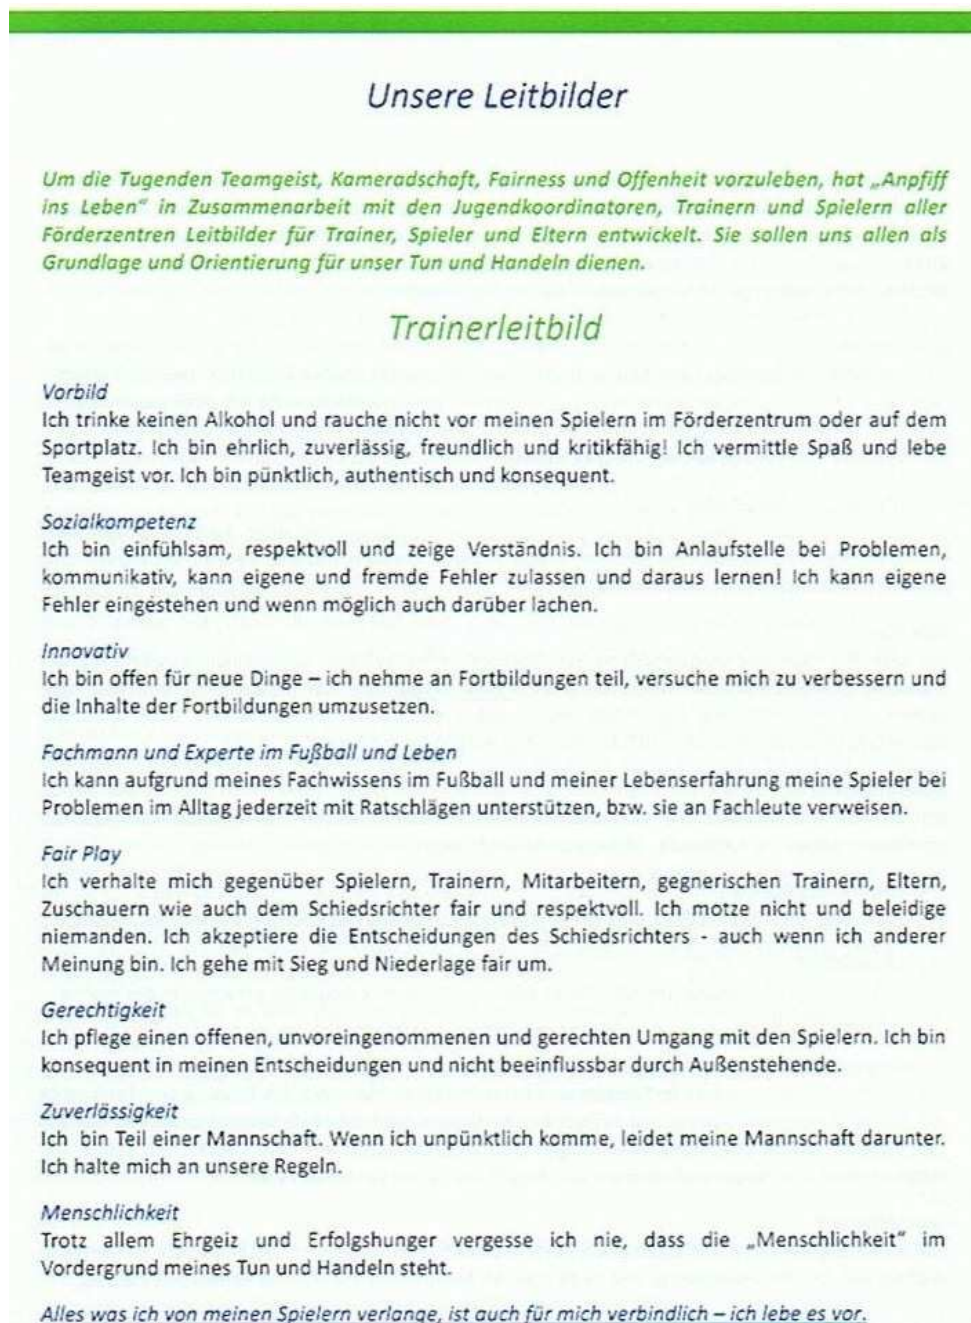 Unsere Leitbilder
Um die Tugenden Teamgeist, Kameradschaft, Fairness und Offenheit vorzuleben, hat „Anpfiff
ins Leben“ in Zusammenarbeit mit den Jugendkoordinatoren, Trainern und Spielern aller
Förderzentren Leitbilder für Trainer, Spieler und Eltern entwickelt. Sie sollen uns allen als
Grundlage und Orientierung für unser Tun und Handeln dienen.
Trainerleitbild
Vorbild
Ich trinke keinen Alkohol und rauche nicht vor meinen Spielern im Förderzentrum oder auf dem
Sportplatz. Ich bin ehrlich, zuverlässig, freundlich und kritikfähig! Ich vermittle Spaß und lebe
Teamgeist vor. Ich bin pünktlich, authentisch und konsequent.
Sozialkompetenz
Ich bin einfühlsam, respektvoll und zeige Verständnis. Ich bin Anlaufstelle bei Problemen,
kommunikativ, kann eigene und fremde Fehler zulassen und daraus lernen! Ich kann eigene
Fehler eingestehen und wenn möglich auch darüber lachen.
Innovativ
Ich bin offen für neue Dinge – ich nehme an Fortbildungen teil, versuche mich zu verbessern und
die Inhalte der Fortbildungen umzusetzen.
Fachmann und Experte im Fußball und Leben
Ich kann aufgrund meines Fachwissens im Fußball und meiner Lebenserfahrung meine Spieler bei
Problemen im Alltag jederzeit mit Ratschlägen unterstützen, bzw. sie an Fachleute verweisen.
Fair Play
Ich verhalte mich gegenüber Spielern, Trainern, Mitarbeitern, gegnerischen Trainern, Eltern,
Zuschauern wie auch dem Schiedsrichter fair und respektvoll. Ich motze nicht und beleidige
niemanden. Ich akzeptiere die Entscheidungen des Schiedsrichters - auch wenn ich anderer
Meinung bin. Ich gehe mit Sieg und Niederlage fair um.
Gerechtigkeit
Ich pflege einen offenen, unvoreingenommenen und gerechten Umgang mit den Spielern. Ich bin
konsequent in meinen Entscheidungen und nicht beeinflussbar durch Außenstehende.
Zuverlässigkeit
Ich bin Teil einer Mannschaft. Wenn ich unpünktlich komme, leidet meine Mannschaft darunter.
Ich halte mich an unsere Regeln.
Menschlichkeit
Trotz allem Ehrgeiz und Erfolgshunger vergesse ich nie, dass die „Menschlichkeit“ im
Vordergrund meines Tun und Handeln steht.
Alles was ich von meinen Spielern verlange, ist auch für mich verbindlich – ich lebe es vor.